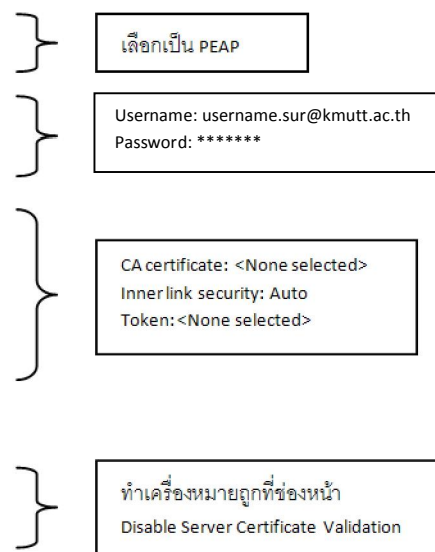 เลือกเป็น PEAP
Username: username.sur@kmutt.ac.th
Password: *******
CA certificate: <None selected>
Inner link security: Auto
Token:<None selected>
ทำเครื่องหมายถูกที่ช่องหน้า
Disable Server Certificate Validation